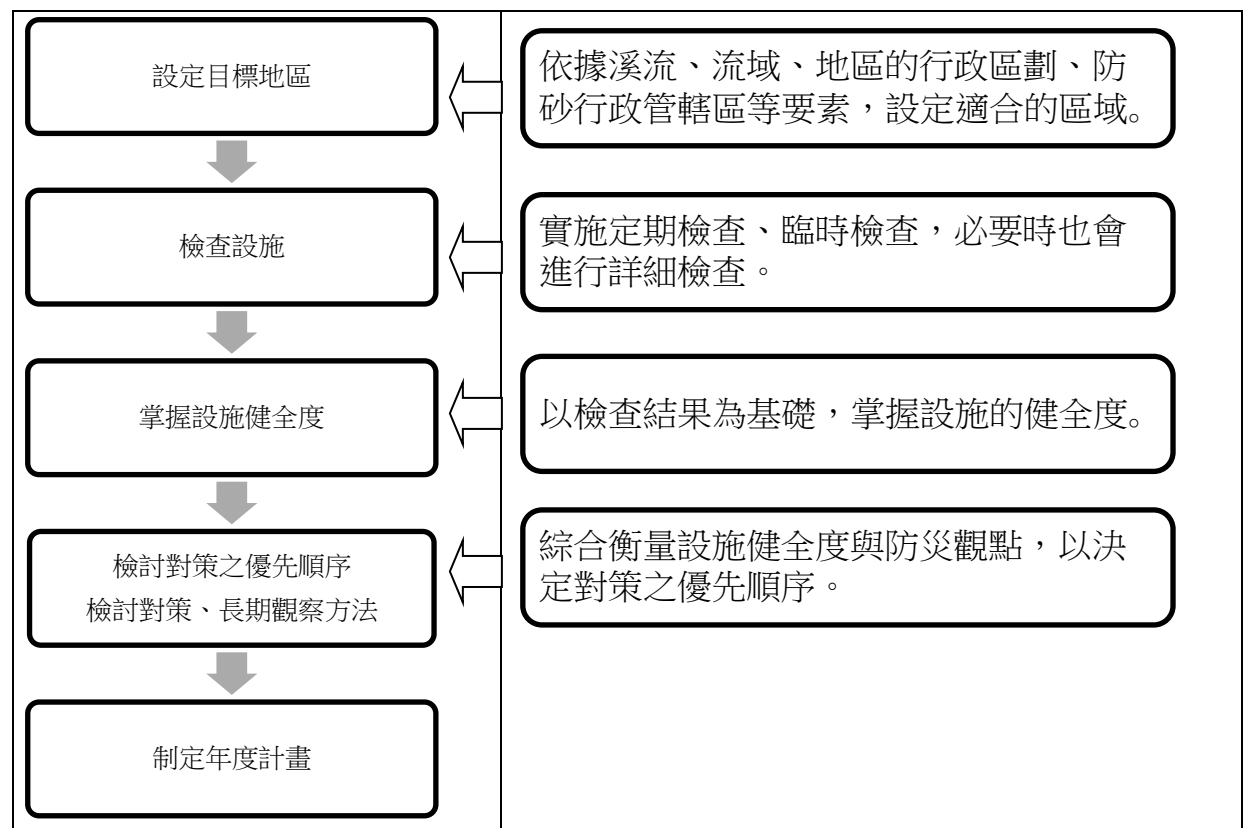 設定目標地區
依據溪流、流域、地區的行政區劃、防
砂行政管轄區等要素，設定適合的區域。
檢查設施
實施定期檢查、臨時檢查，必要時也會
進行詳細檢查。
掌握設施健全度
以檢查結果為基礎，掌握設施的健全度。
檢討對策之優先順序
檢討對策、長期觀察方法
綜合衡量設施健全度與防災觀點，以決
定對策之優先順序。
制定年度計畫